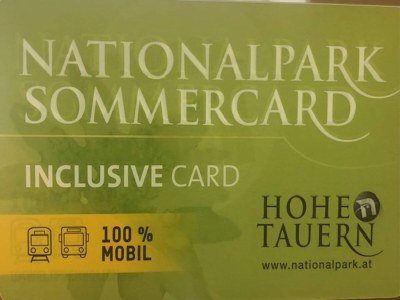 NATIONALPARK
SOMMERCARD
INCLUSIVE CARD
100 %
MOBIL
HOHE
TAUERN
www.nationalpark.at